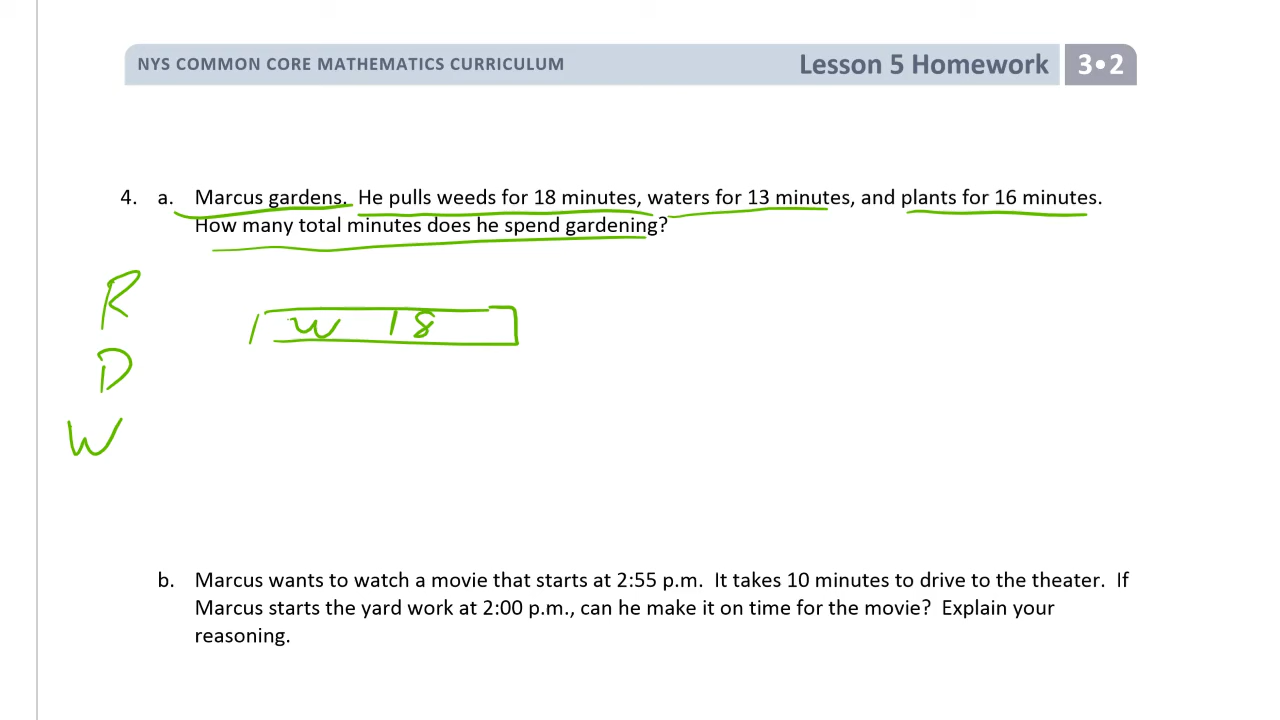 NYS COMMON CORE MATHEMATICS CURRICULUM Lesson 5 Homework 3•2
4. a. Marcus gardens. He pulls weeds for 18 minutes, waters for 13 minutes, and plants for 16 minutes.
How many total minutes does he spend gardening?
R
W 18
D
W
b. Marcus wants to watch a movie that starts at 2:55 p.m. It takes 10 minutes to drive to the theater. If
Marcus starts the yard work at 2:00 p.m., can he make it on time for the movie? Explain your
reasoning.